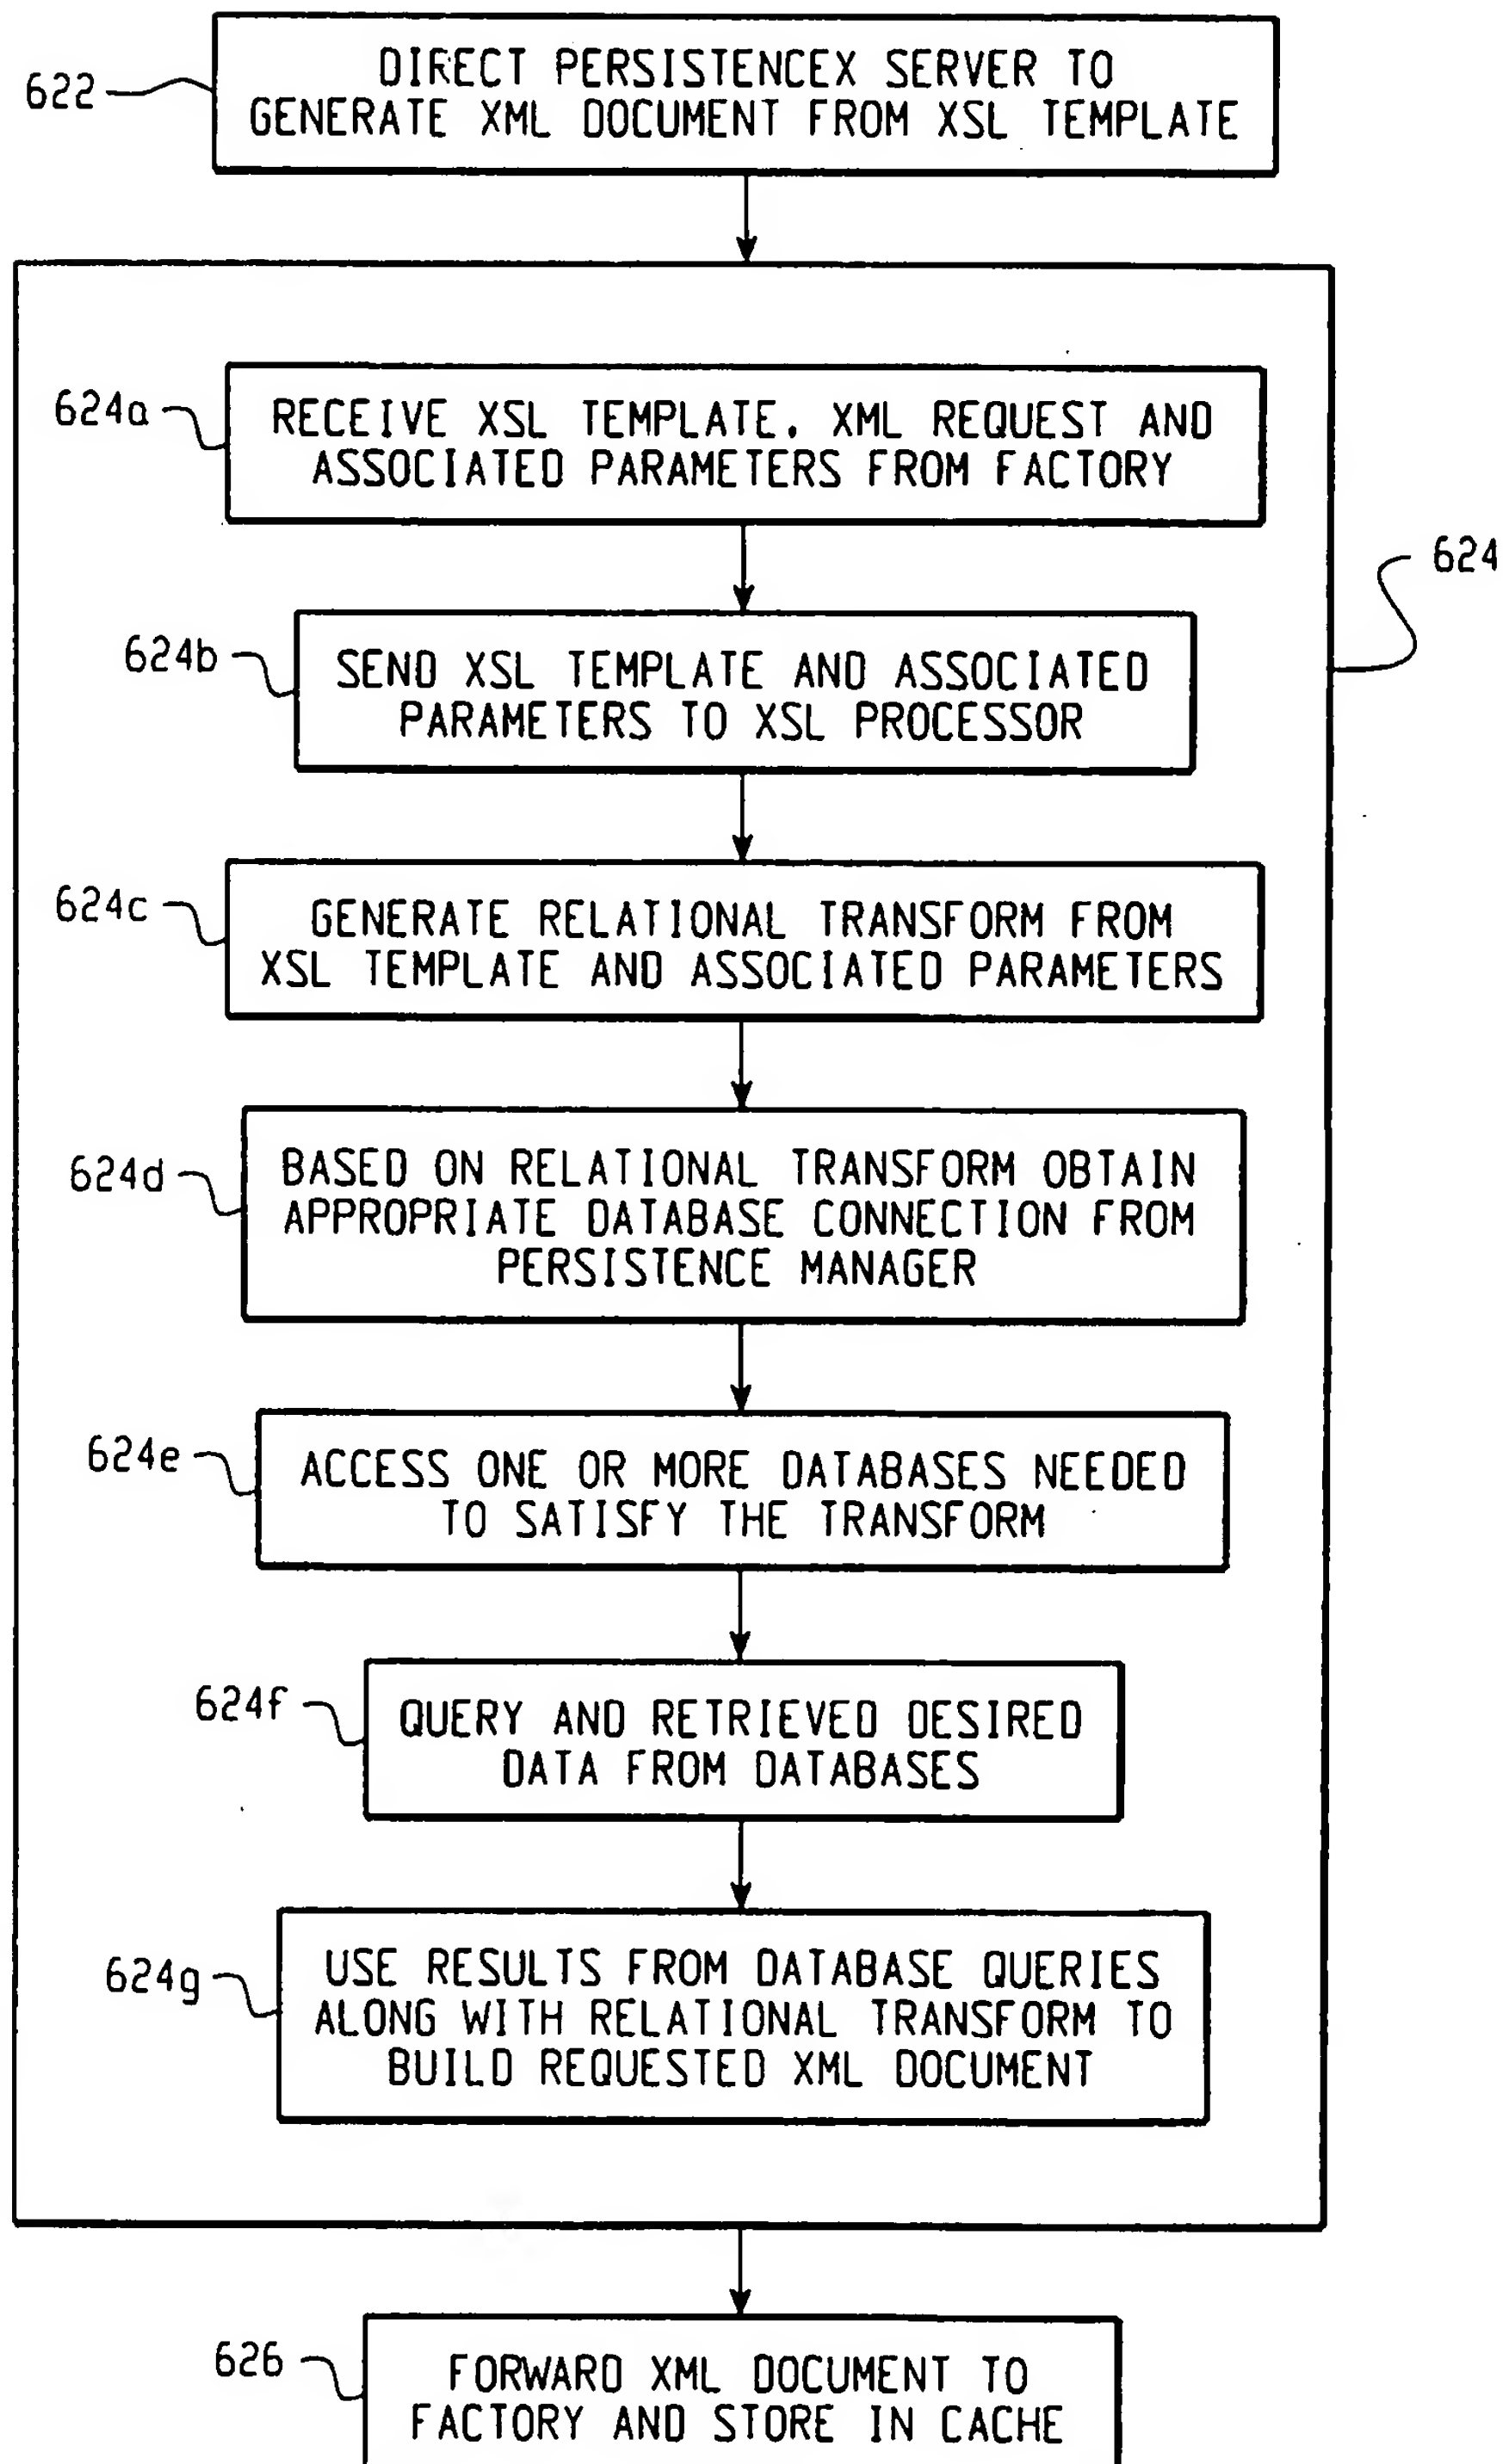 622
DIRECT PERSISTENCEX SERVER TO
GENERATE XML DOCUMENT FROM XSL TEMPLATE
624
624a
RECEIVE XSL TEMPLATE. XML REQUEST AND
ASSOCIATED PARAMETERS FROM FACTORY
624b
SEND XSL TEMPLATE AND ASSOCIATED
PARAMETERS TO XSL PROCESSOR
624c
GENERATE RELATIONAL TRANSFORM FROM
XSL TEMPLATE AND ASSOCIATED PARAMETERS
624d
BASED ON RELATIONAL TRANSFORM OBTAIN
APPROPRIATE DATABASE CONNECTION FROM
PERSISTENCE MANAGER
624e
ACCESS ONE OR MORE DATABASES NEEDED
TO SATISFY THE TRANSFORM
624f
QUERY AND RETRIEVED DESIRED
DATA FROM DATABASES
624g
USE RESULTS FROM DATABASE QUERIES
ALONG WITH RELATIONAL TRANSFORM TO
BUILD REQUESTED XML DOCUMENT
626
FORWARD XML DOCUMENT TO
FACTORY AND STORE IN CACHE